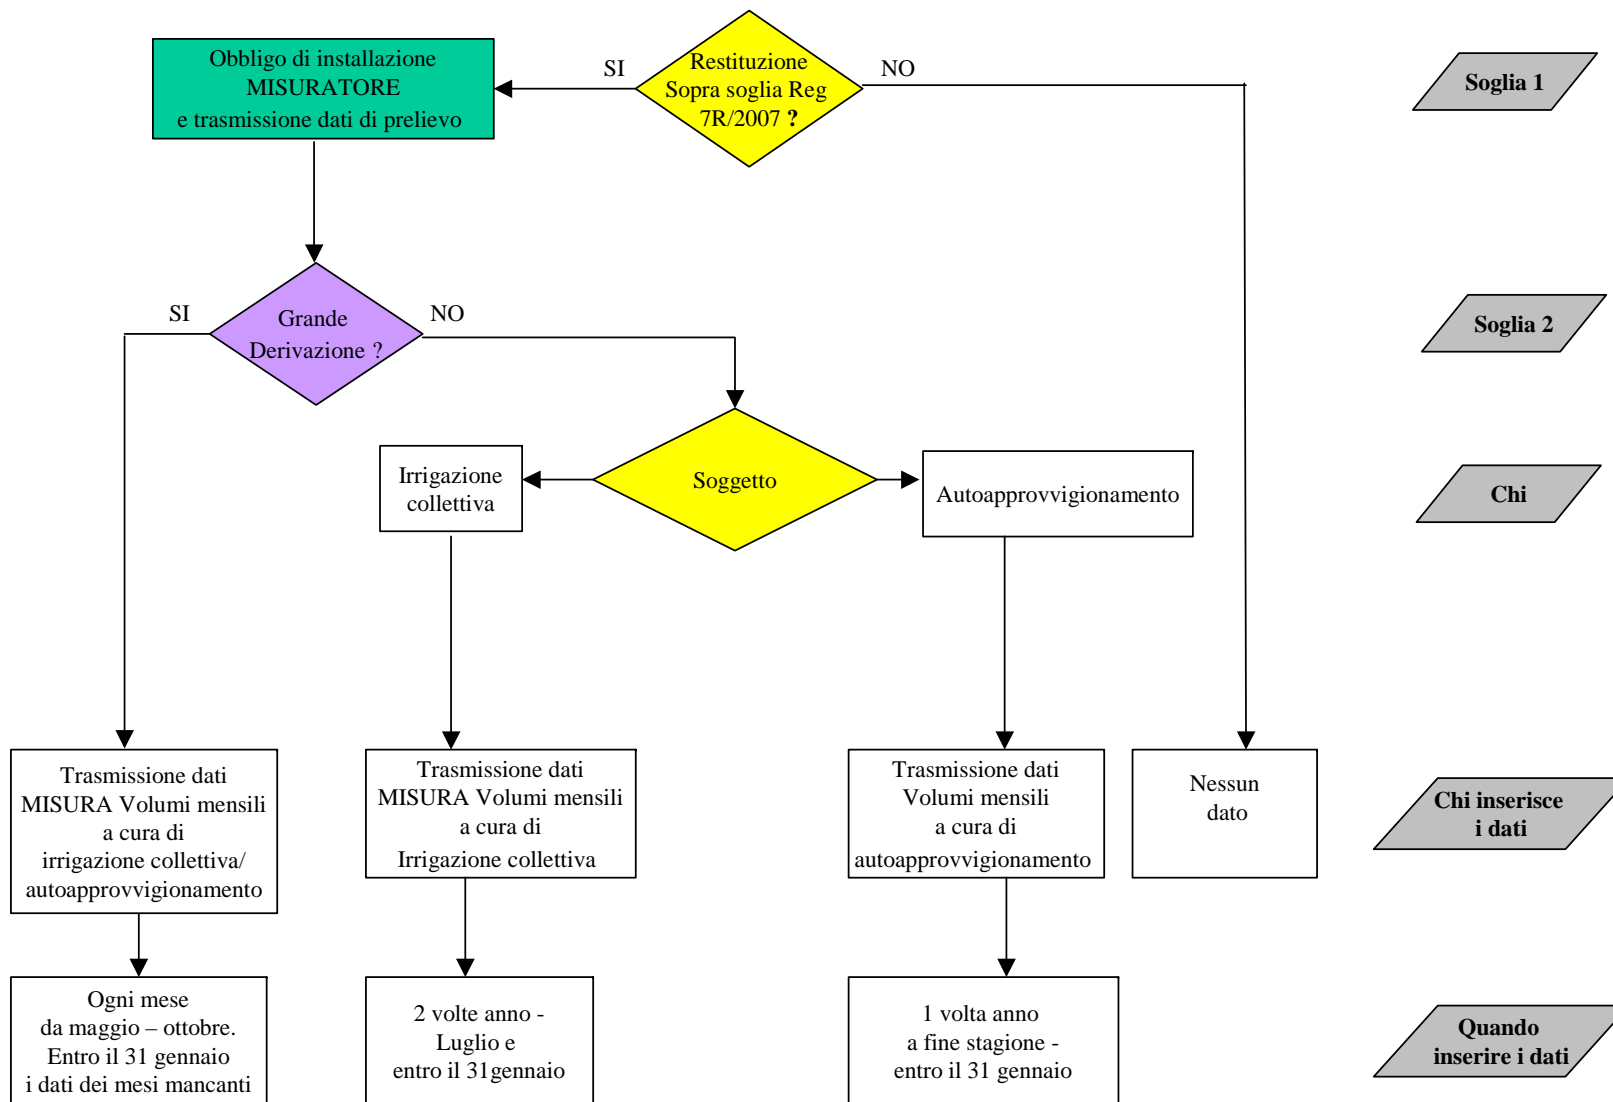 Obbligo di installazione
MISURATORE
e trasmissione dati di prelievo
SI
Restituzione
Sopra soglia Reg
7R/2007 ?
NO
Soglia 1
SI
Grande
Derivazione ?
NO
Soglia 2
Irrigazione
collettiva
Soggetto
Autoapprovvigionamento
Chi
Trasmissione dati
MISURA Volumi mensili
a cura di
irrigazione collettiva/
autoapprovvigionamento
Trasmissione dati
MISURA Volumi mensili
a cura di
Irrigazione collettiva
Trasmissione dati
Volumi mensili
a cura di
autoapprovvigionamento
Nessun
dato
Chi inserisce
i dati
Ogni mese
da maggio – ottobre.
Entro il 31 gennaio
i dati dei mesi mancanti
2 volte anno -
Luglio e
entro il 31gennaio
1 volta anno
a fine stagione -
entro il 31 gennaio
Quando
inserire i dati